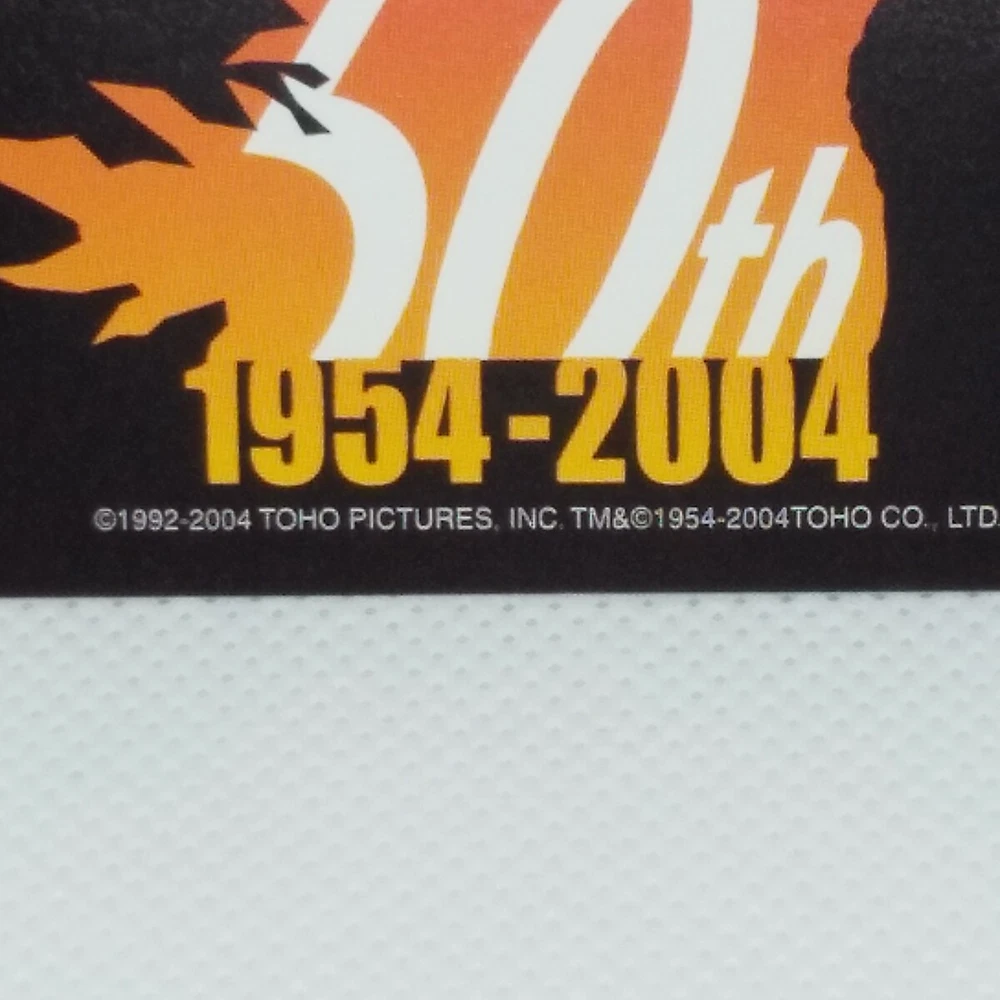 50th
1954-2004
©1992-2004 TOHO PICTURES, INC. TM&©1954-2004TOHO CO., LTD.